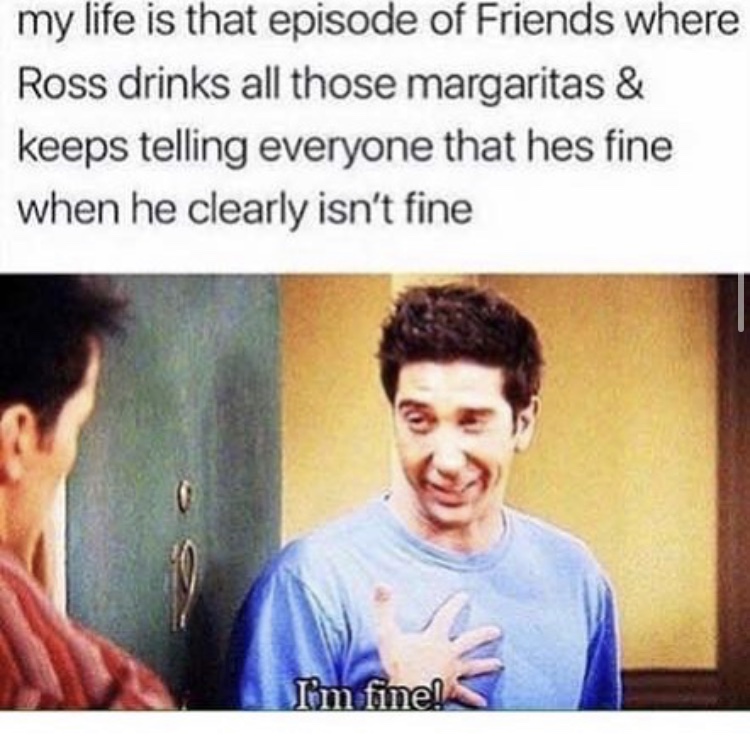 my life is that episode of Friends where
Ross drinks all those margaritas &
keeps telling everyone that hes fine
when he clearly isn't fine
I'm fine!